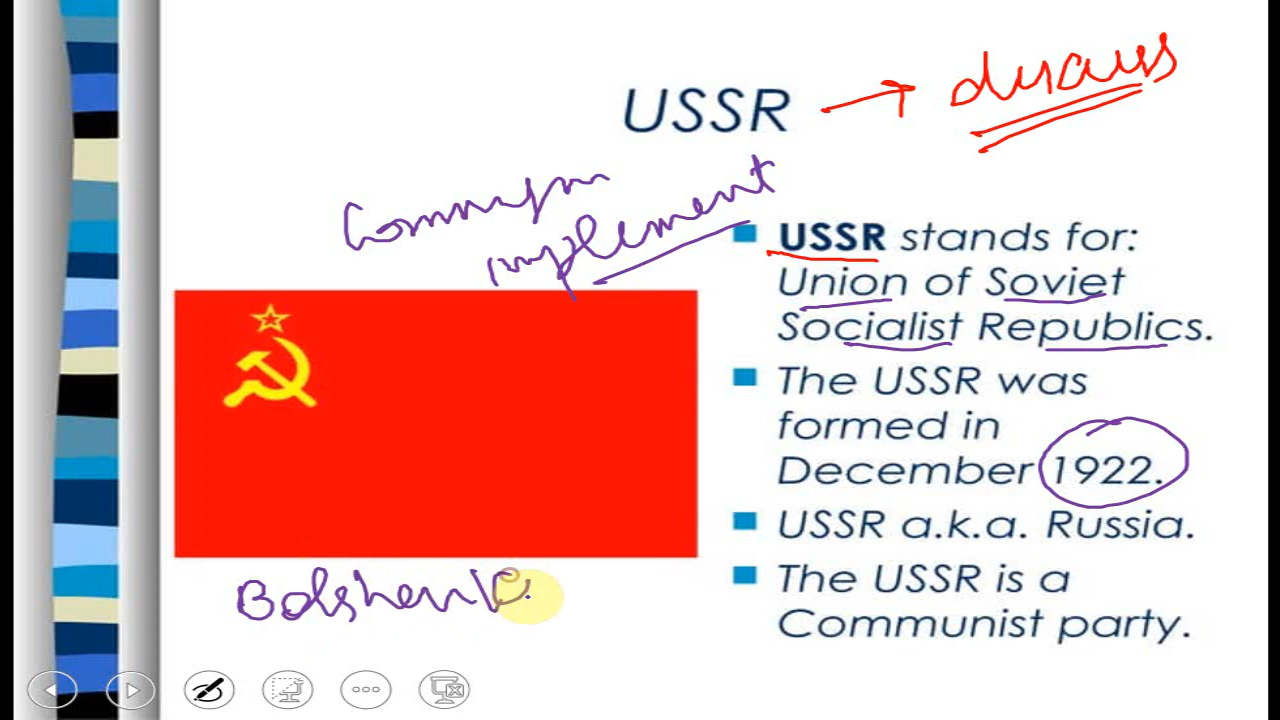 USSR → discuss
Communism
implement
USSR stands for:
Union of Soviet
Socialist Republics.
The USSR was
formed in
December 1922.
USSR a.k.a. Russia.
The USSR is a
Communist party.